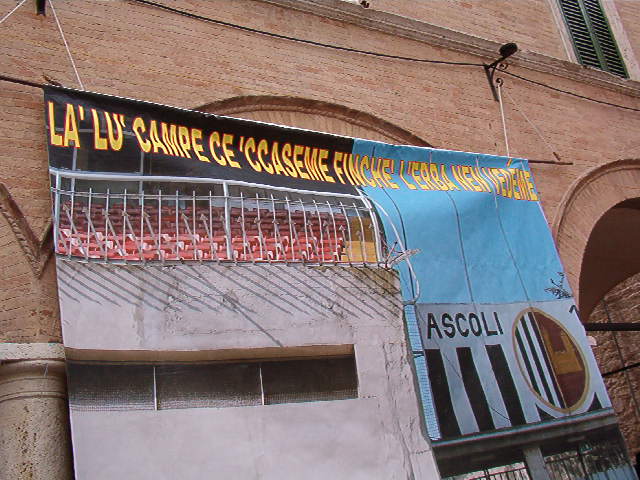 LA' LU' CAMPE CE 'CCASEME FINCHE' L'ERBA NEN VEDEME
ASCOLI